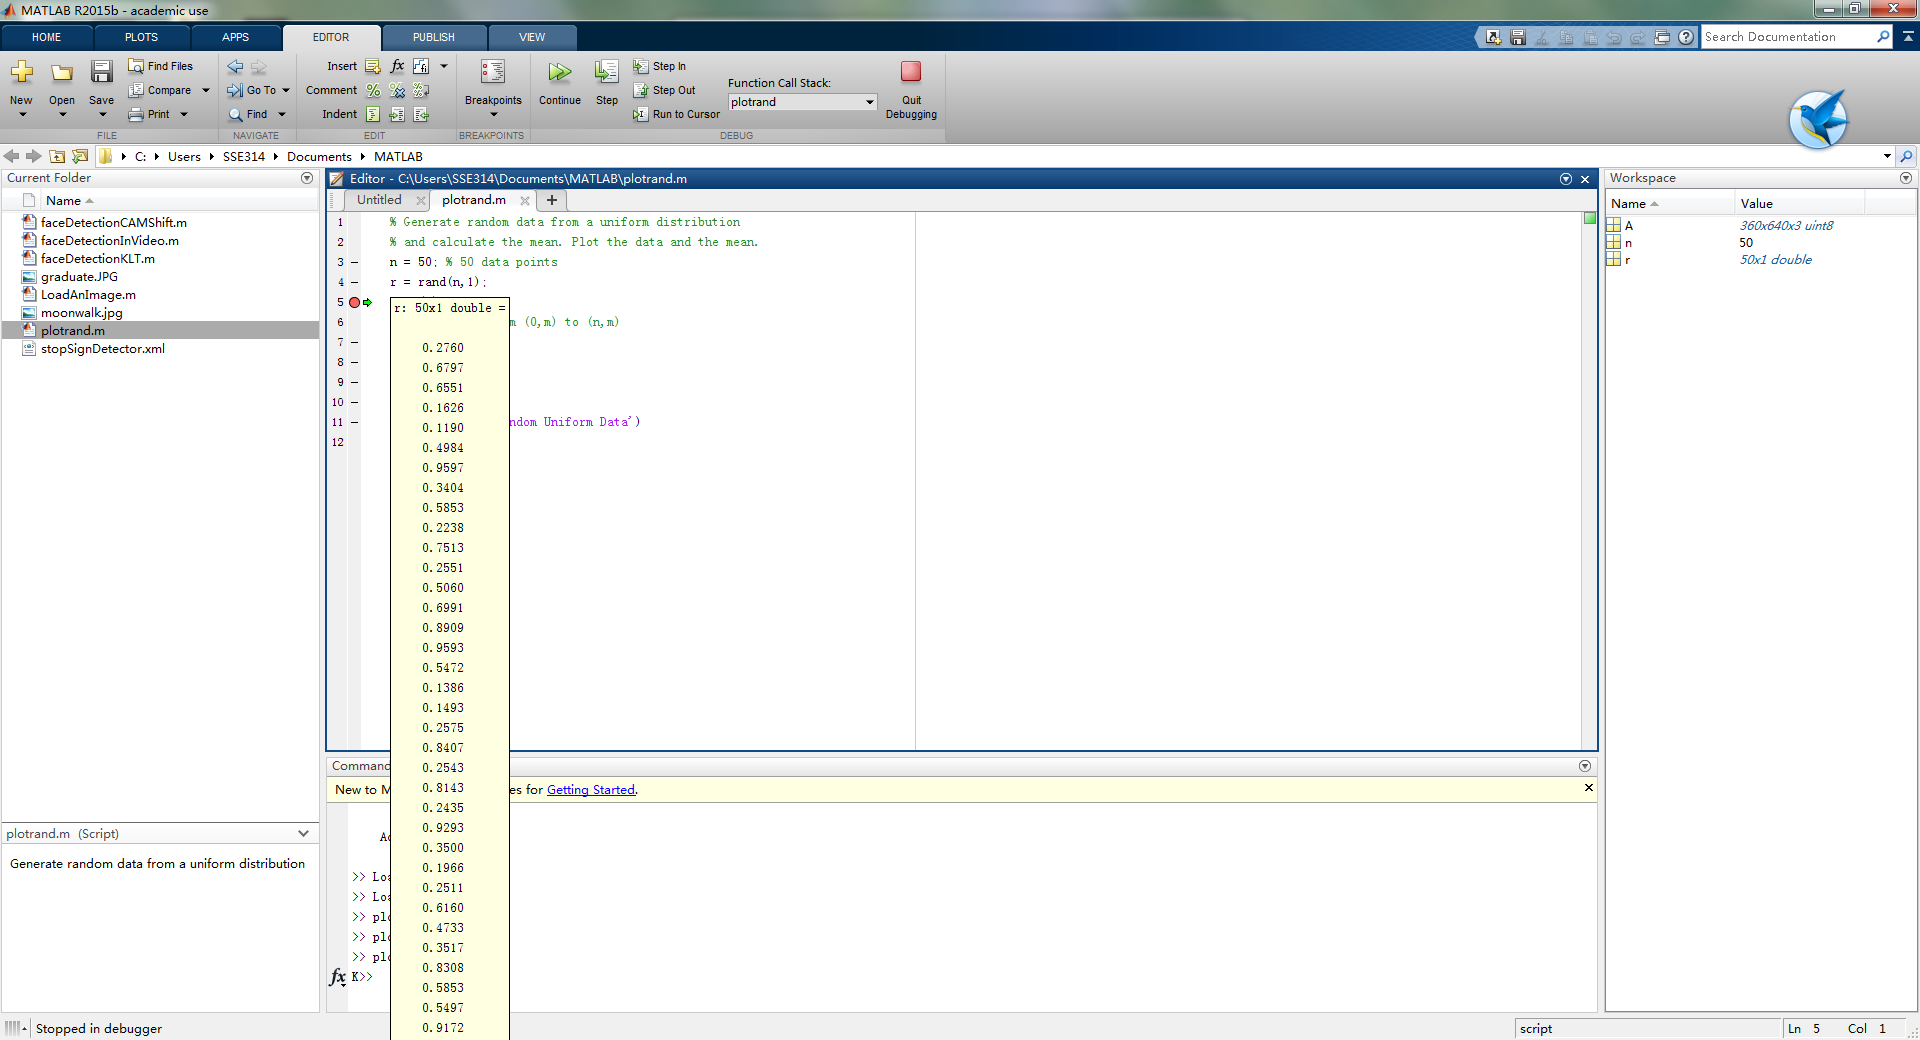 MATLAB R2015b - academic use
HOME
PLOTS
APPS
EDITOR
PUBLISH
VIEW
Search Documentation
New
Open
Save
Find Files
Compare
Print
Go To
Find
Insert
fx
Comment
Indent
Breakpoints
Continue
Step
Step In
Step Out
Run to Cursor
Function Call Stack:
plotrand
Quit
Debugging
FILE
NAVIGATE
EDIT
BREAKPOINTS
DEBUG
C:
Users
SSE314
Documents
MATLAB
Current Folder
Name
faceDetectionCAMShift.m
faceDetectionInVideo.m
faceDetectionKLT.m
graduate.JPG
LoadAnImage.m
moonwalk.jpg
plotrand.m
stopSignDetector.xml
plotrand.m (Script)
Generate random data from a uniform distribution
Editor - C:\Users\SSE314\Documents\MATLAB\plotrand.m
Untitled
plotrand.m
1 % Generate random data from a uniform distribution
2 % and calculate the mean. Plot the data and the mean.
3 – n = 50; % 50 data points
4 – r = rand(n,1);
5
6 m (0,m) to (n,m)
7 –
8 –
9 –
10 –
11 – ndom Uniform Data')
12
r: 50x1 double =
0.2760
0.6797
0.6551
0.1626
0.1190
0.4984
0.9597
0.3404
0.5853
0.2238
0.7513
0.2551
0.5060
0.6991
0.8909
0.9593
0.5472
0.1386
0.1493
0.2575
0.8407
0.2543
0.8143
0.2435
0.9293
0.3500
0.1966
0.2511
0.6160
0.4733
0.3517
0.8308
0.5853
0.5497
0.9172
Command
New to M es for Getting Started.
Ac
>> Loa
>> Loa
>> plo
>> plo
>> plo
fx K>>
Workspace
Name Value
A 360x640x3 uint8
n 50
r 50x1 double
Stopped in debugger
script
Ln 5 Col 1